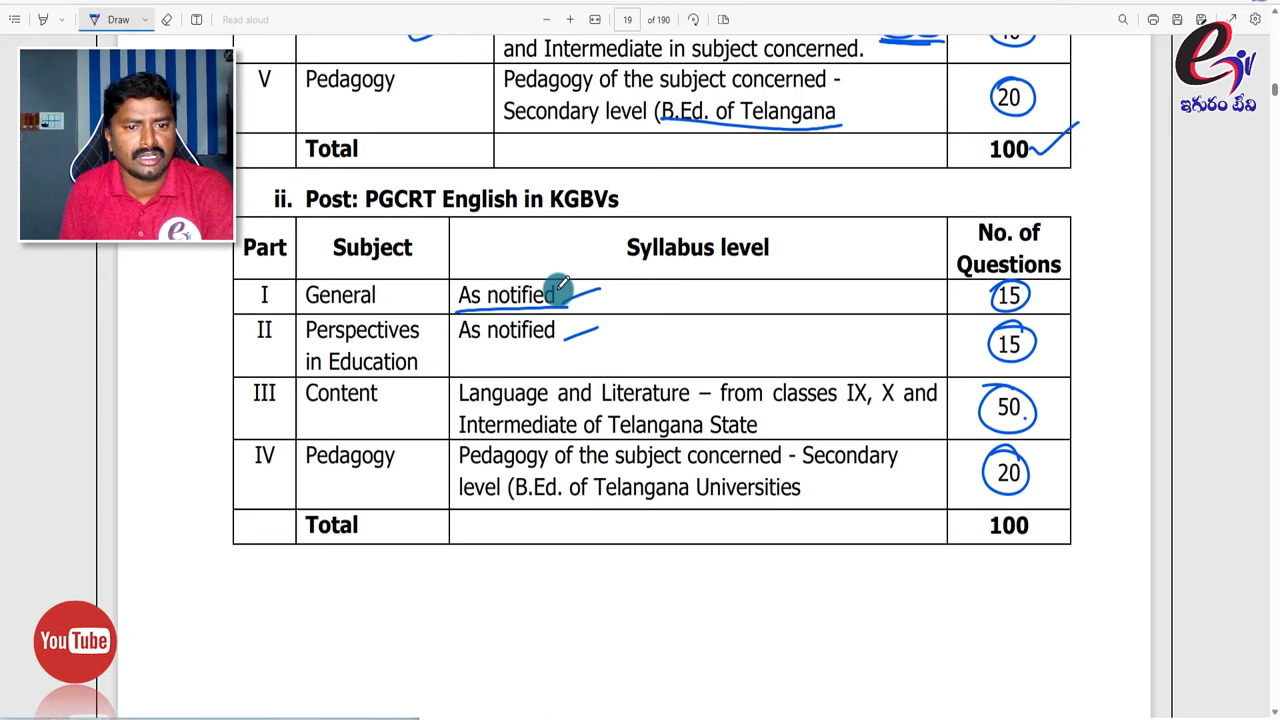 Draw
Read aloud
19 of 190
and Intermediate in subject concerned.
V Pedagogy Pedagogy of the subject concerned - 20
Secondary level (B.Ed. of Telangana
Total 100
ii. Post: PGCRT English in KGBVs
Part Subject Syllabus level No. of
Questions
I General As notified 15
II Perspectives As notified 15
in Education
III Content Language and Literature – from classes IX, X and 50
Intermediate of Telangana State
IV Pedagogy Pedagogy of the subject concerned - Secondary 20
level (B.Ed. of Telangana Universities
Total 100
YouTube
ఇగురం టీవి